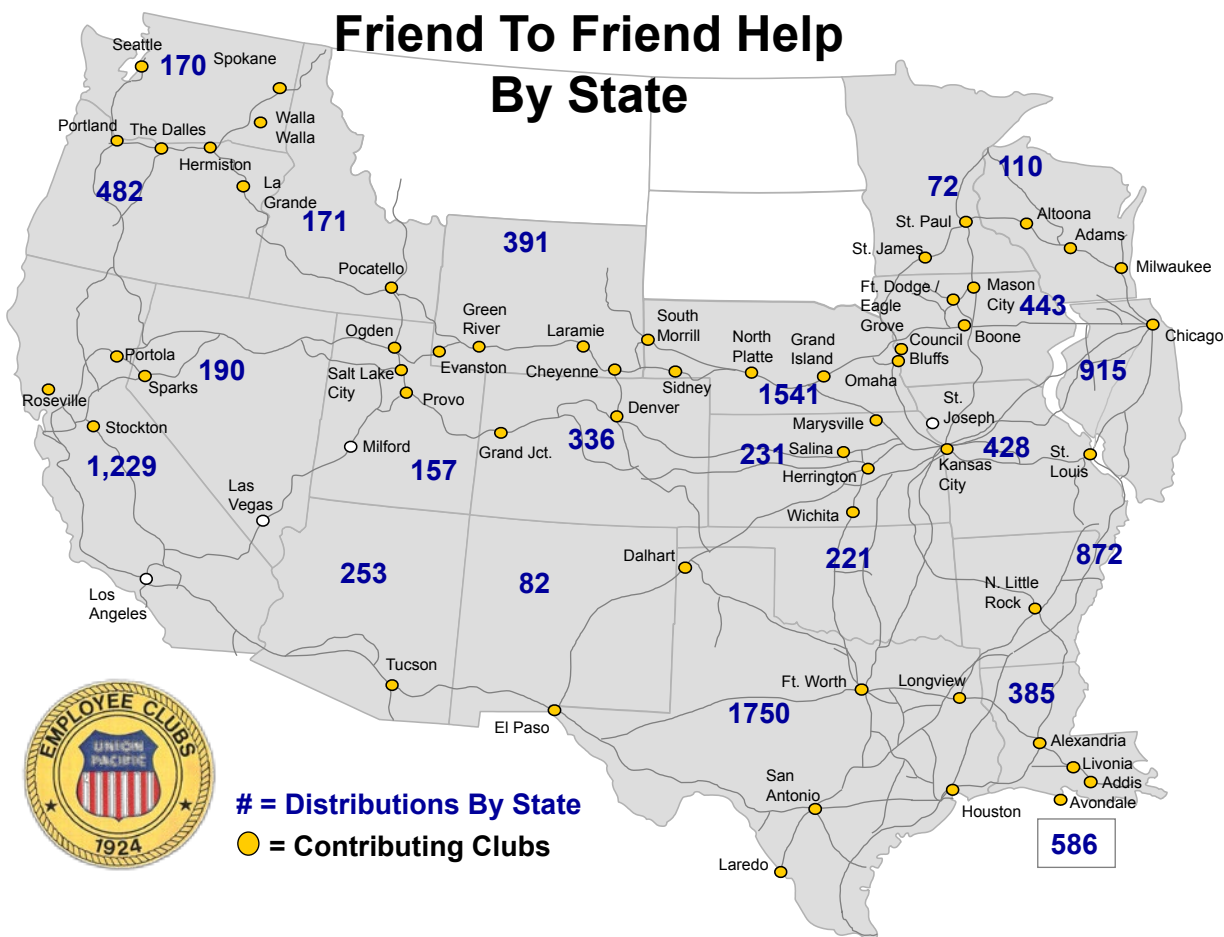 Friend To Friend Help
By State
Seattle
170
Spokane
Walla
Walla
Portland
The Dalles
Hermiston
482
La
Grande
171
391
Pocatello
72
110
St. Paul
Altoona
Adams
St. James
Milwaukee
Ft. Dodge /
Eagle
Grove
Mason
City
443
Boone
Chicago
Council
Bluffs
Omaha
915
Green
River
Ogden
Evanston
Laramie
Cheyenne
South
Morrill
North
Platte
Grand
Island
Sidney
1541
Portola
Sparks
190
Roseville
Stockton
1,229
Salt Lake
City
Provo
Milford
157
Las
Vegas
Grand Jct.
336
Denver
Marysville
231
Salina
Herrington
St.
Joseph
Kansas
City
428
St.
Louis
Wichita
Los
Angeles
253
82
Dalhart
221
872
N. Little
Rock
Tucson
El Paso
Ft. Worth
Longview
385
1750
Alexandria
Livonia
Addis
Avondale
586
San
Antonio
Houston
Laredo
EMPLOYEE CLUBS
UNION
PACIFIC
1924
# = Distributions By State
= Contributing Clubs